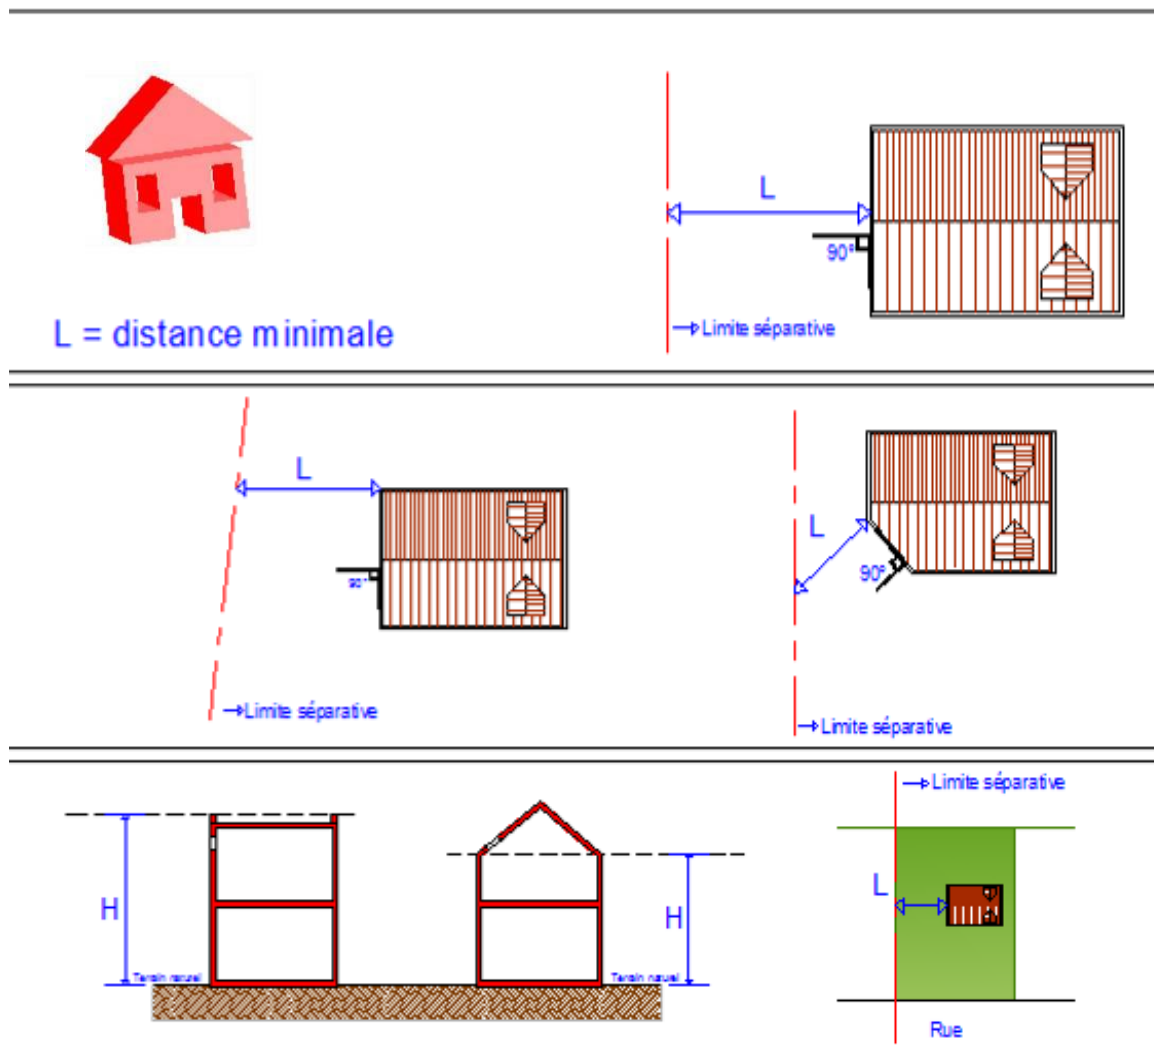 L
90°
L = distance minimale
Limite séparative
L
90°
Limite séparative
L
90°
Limite séparative
H
Terrain naturel
H
Terrain naturel
Limite séparative
L
Rue